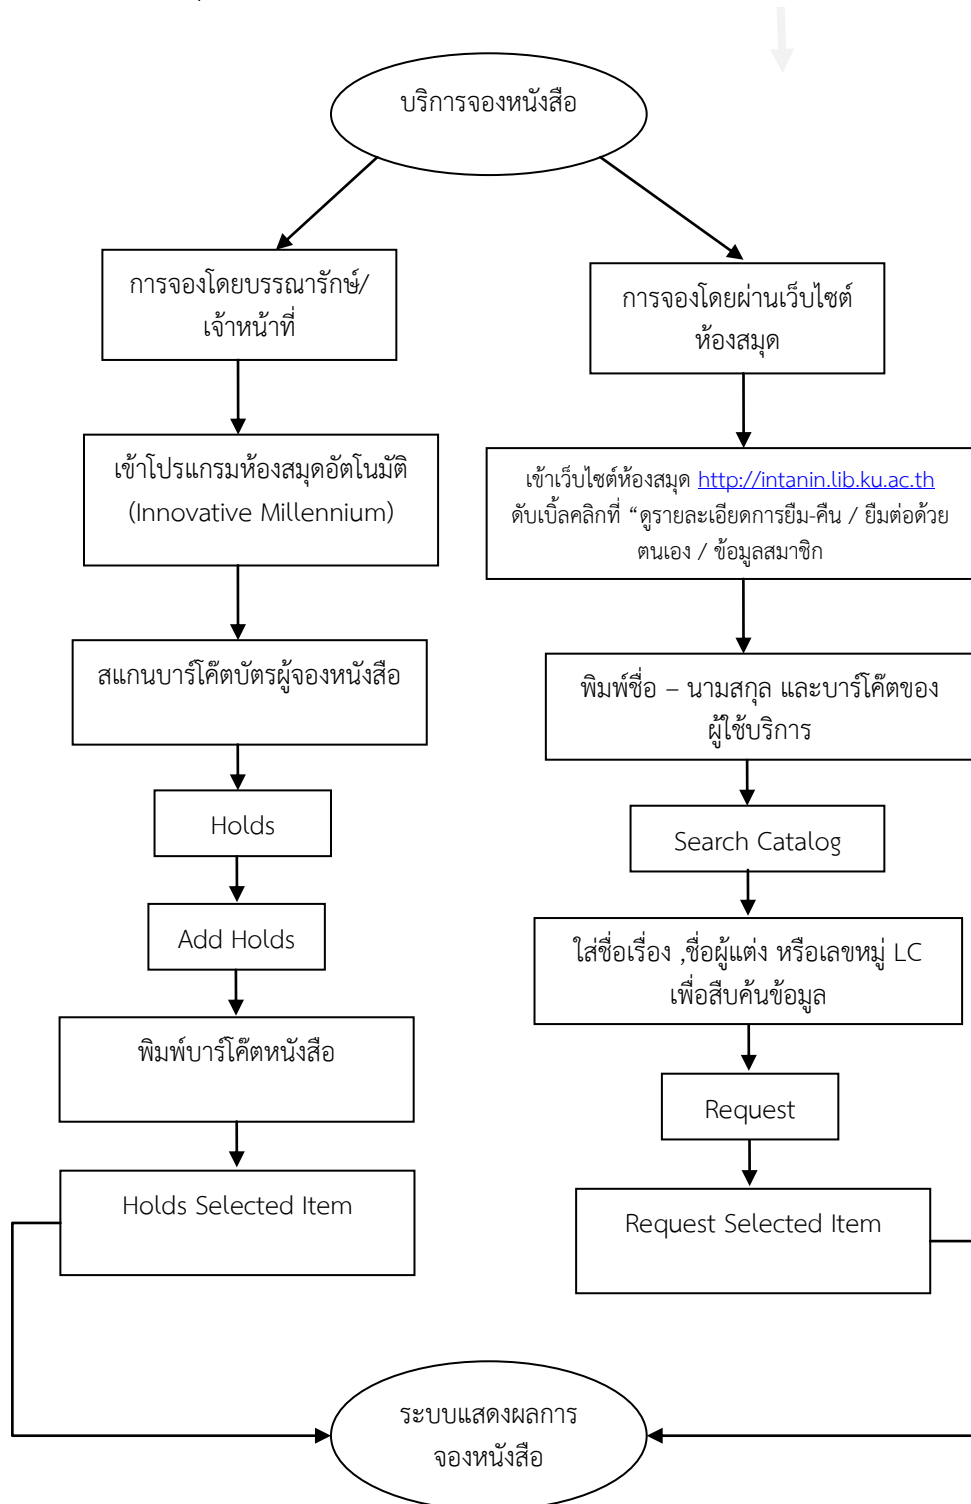 บริการจองหนังสือ
การจองโดยบรรณารักษ์/
เจ้าหน้าที่
เข้าโปรแกรมห้องสมุดอัตโนมัติ
(Innovative Millennium)
สแกนบาร์โค๊ตบัตรผู้จองหนังสือ
Holds
Add Holds
พิมพ์บาร์โค๊ตหนังสือ
Holds Selected Item
การจองโดยผ่านเว็บไซต์
ห้องสมุด
เข้าเว็บไซต์ห้องสมุด http://intanin.lib.ku.ac.th
ดับเบิ้ลคลิกที่ “ดูรายละเอียดการยืม-คืน / ยืมต่อด้วย
ตนเอง / ข้อมูลสมาชิก
พิมพ์ชื่อ – นามสกุล และบาร์โค๊ตของ
ผู้ใช้บริการ
Search Catalog
ใส่ชื่อเรื่อง ,ชื่อผู้แต่ง หรือเลขหมู่ LC
เพื่อสืบค้นข้อมูล
Request
Request Selected Item
ระบบแสดงผลการ
จองหนังสือ